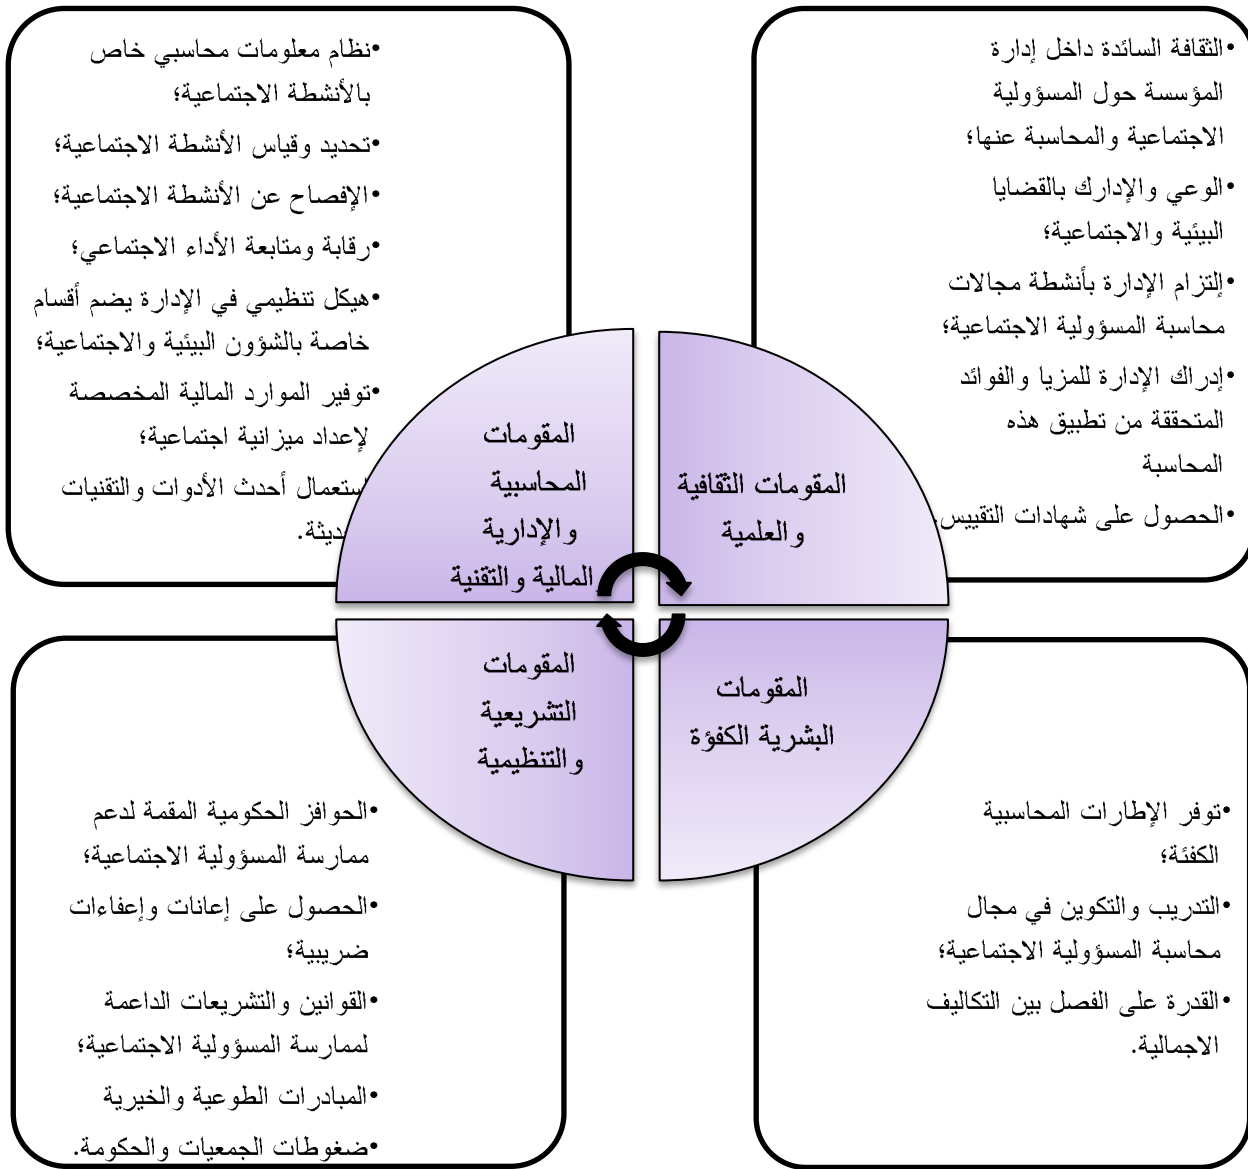 •الثقافة السائدة داخل إدارة
المؤسسة حول المسؤولية
الاجتماعية والمحاسبة عنها؛
•الوعي والإدارك بالقضايا
البيئية والاجتماعية؛
•إلتزام الإدارة بأنشطة مجالات
محاسبة المسؤولية الاجتماعية؛
•إدراك الإدارة للمزيا والفوائد
المتحققة من تطبيق هذه
المحاسبة
•الحصول على شهادات التقييس.
•نظام معلومات محاسبي خاص
بالأنشطة الاجتماعية؛
•تحديد وقياس الأنشطة الاجتماعية؛
•الإفصاح عن الأنشطة الاجتماعية؛
•رقابة ومتابعة الأداء الاجتماعي؛
•هيكل تنظيمي في الإدارة يضم أقسام
خاصة بالشؤون البيئية والاجتماعية؛
•توفير الموارد المالية المخصصة
لإعداد ميزانية اجتماعية؛
إستعمال أحدث الأدوات والتقنيات
المقومات الثقافية
والعلمية
المقومات
المحاسبية
والإدارية
المالية والتقنية
المقومات
البشرية الكفؤة
المقومات
التشريعية
والتنظيمية
•توفر الإطارات المحاسبية
الكفئة؛
•التدريب والتكوين في مجال
محاسبة المسؤولية الاجتماعية؛
•القدرة على الفصل بين التكاليف
الاجمالية.
•الحوافز الحكومية المقمة لدعم
ممارسة المسؤولية الاجتماعية؛
•الحصول على إعانات وإعفاءات
ضريبية؛
•القوانين والتشريعات الداعمة
لممارسة المسؤولية الاجتماعية؛
•المبادرات الطوعية والخيرية
•ضغوطات الجمعيات والحكومة.